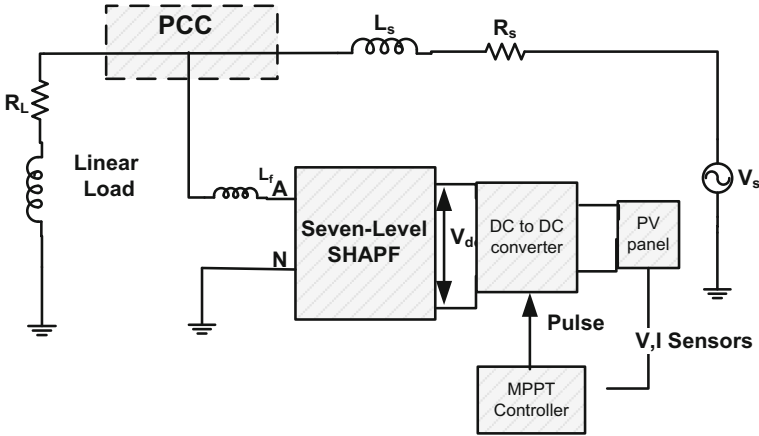 PCC
Ls
Rs
RL
Linear
Load
Lf
A
N
Seven-Level
SHAPF
Vdc
DC to DC
converter
PV
panel
Vs
Pulse
V,I Sensors
MPPT
Controller